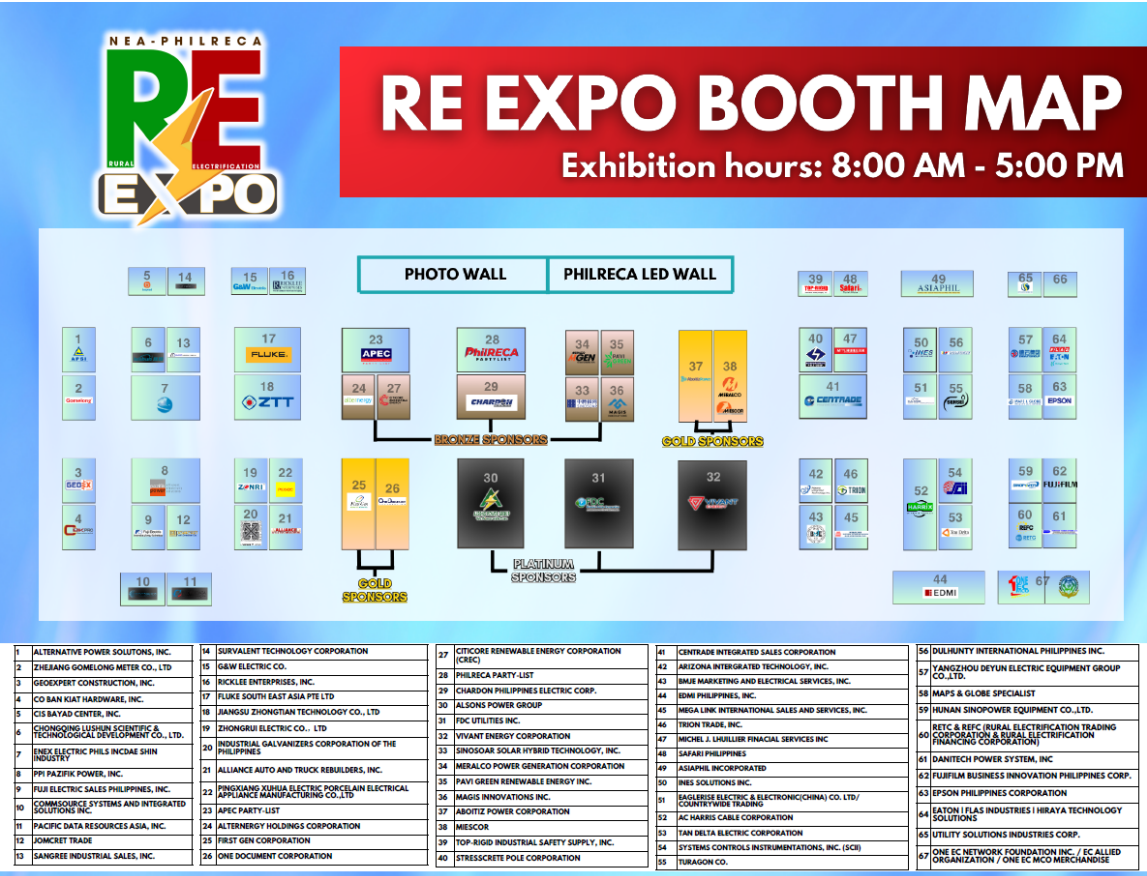 NEA-PHILRECA
RE
RURAL ELECTRIFICATION
EXPO
RE EXPO BOOTH MAP
Exhibition hours: 8:00 AM - 5:00 PM
PHOTO WALL
PHILRECA LED WALL
5
14
15
G&W
16
39
48
Safari
49
ASIAPHIL
65
66
1
APSI
6
13
17
FLUKE
23
APEC
28
PhilRECA
PARTYLIST
34
GEN
35
37
38
MERALCO
MIESCOR
40
47
50
INES
56
57
64
EATON
2
Gomelong
7
18
ZTT
24
27
29
CHARDON
33
36
MAGIS
41
CENTRADE
51
55
58
63
EPSON
BRONZE SPONSORS
GOLD SPONSORS
3
GEOEX
8
19
22
25
26
30
31
FDC
32
VIVANT
42
46
TRION
52
HARRIS
54
59
62
FUJIFILM
4
9
12
20
21
ALLIANCE
43
45
53
Tan Delta
60
REFC
RETC
61
PLATINUM
SPONSORS
10
11
GOLD
SPONSORS
44
EDMI
ONE
EC
67
1 ALTERNATIVE POWER SOLUTONS, INC.
2 ZHEJIANG GOMELONG METER CO., LTD
3 GEOEXPERT CONSTRUCTION, INC.
4 CO BAN KIAT HARDWARE, INC.
5 CIS BAYAD CENTER, INC.
6 CHONGQING LUSHUN SCIENTIFIC &
TECHNOLOGICAL DEVELOPMENT CO., LTD.
7 ENEX ELECTRIC PHILS INCDAE SHIN
INDUSTRY
8 PPI PAZIFIK POWER, INC.
9 FUJI ELECTRIC SALES PHILIPPINES, INC.
10 COMMSOURCE SYSTEMS AND INTEGRATED
SOLUTIONS INC.
11 PACIFIC DATA RESOURCES ASIA, INC.
12 JOMCRET TRADE
13 SANGREE INDUSTRIAL SALES, INC.
14 SURVALENT TECHNOLOGY CORPORATION
15 G&W ELECTRIC CO.
16 RICKLEE ENTERPRISES, INC.
17 FLUKE SOUTH EAST ASIA PTE LTD
18 JIANGSU ZHONGTIAN TECHNOLOGY CO., LTD
19 ZHONGRUI ELECTRIC CO., LTD
20 INDUSTRIAL GALVANIZERS CORPORATION OF THE
PHILIPPINES
21 ALLIANCE AUTO AND TRUCK REBUILDERS, INC.
22 PINGXIANG XUHUA ELECTRIC PORCELAIN ELECTRICAL
APPLIANCE MANUFACTURING CO.,LTD
23 APEC PARTY-LIST
24 ALTERNERGY HOLDINGS CORPORATION
25 FIRST GEN CORPORATION
26 ONE DOCUMENT CORPORATION
27 CITICORE RENEWABLE ENERGY CORPORATION
(CREC)
28 PHILRECA PARTY-LIST
29 CHARDON PHILIPPINES ELECTRIC CORP.
30 ALSONS POWER GROUP
31 FDC UTILITIES INC.
32 VIVANT ENERGY CORPORATION
33 SINOSOAR SOLAR HYBRID TECHNOLOGY, INC.
34 MERALCO POWER GENERATION CORPORATION
35 PAVI GREEN RENEWABLE ENERGY INC.
36 MAGIS INNOVATIONS INC.
37 ABOITIZ POWER CORPORATION
38 MIESCOR
39 TOP-RIGID INDUSTRIAL SAFETY SUPPLY, INC.
40 STRESSCRETE POLE CORPORATION
41 CENTRADE INTEGRATED SALES CORPORATION
42 ARIZONA INTERGRATED TECHNOLOGY, INC.
43 BMJE MARKETING AND ELECTRICAL SERVICES, INC.
44 EDMI PHILIPPINES, INC.
45 MEGA LINK INTERNATIONAL SALES AND SERVICES, INC.
46 TRION TRADE, INC.
47 MICHEL J. LHUILLIER FINACIAL SERVICES INC
48 SAFARI PHILIPPINES
49 ASIAPHIL INCORPORATED
50 INES SOLUTIONS INC.
51 EAGLERISE ELECTRIC & ELECTRONIC(CHINA) CO. LTD/
COUNTRYWIDE TRADING
52 AC HARRIS CABLE CORPORATION
53 TAN DELTA ELECTRIC CORPORATION
54 SYSTEMS CONTROLS INSTRUMENTATIONS, INC. (SCII)
55 TURAGON CO.
56 DULHUNTY INTERNATIONAL PHILIPPINES INC.
57 YANGZHOU DEYUN ELECTRIC EQUIPMENT GROUP
CO.,LTD.
58 MAPS & GLOBE SPECIALIST
59 HUNAN SINOPOWER EQUIPMENT CO.,LTD.
60 RETC & REFC (RURAL ELECTRIFICATION TRADING
CORPORATION & RURAL ELECTRIFICATION
FINANCING CORPORATION)
61 DANITECH POWER SYSTEM, INC
62 FUJIFILM BUSINESS INNOVATION PHILIPPINES CORP.
63 EPSON PHILIPPINES CORPORATION
64 EATON I FLAS INDUSTRIES I HIRAYA TECHNOLOGY
SOLUTIONS
65 UTILITY SOLUTIONS INDUSTRIES CORP.
67 ONE EC NETWORK FOUNDATION INC. / EC ALLIED
ORGANIZATION / ONE EC MCO MERCHANDISE